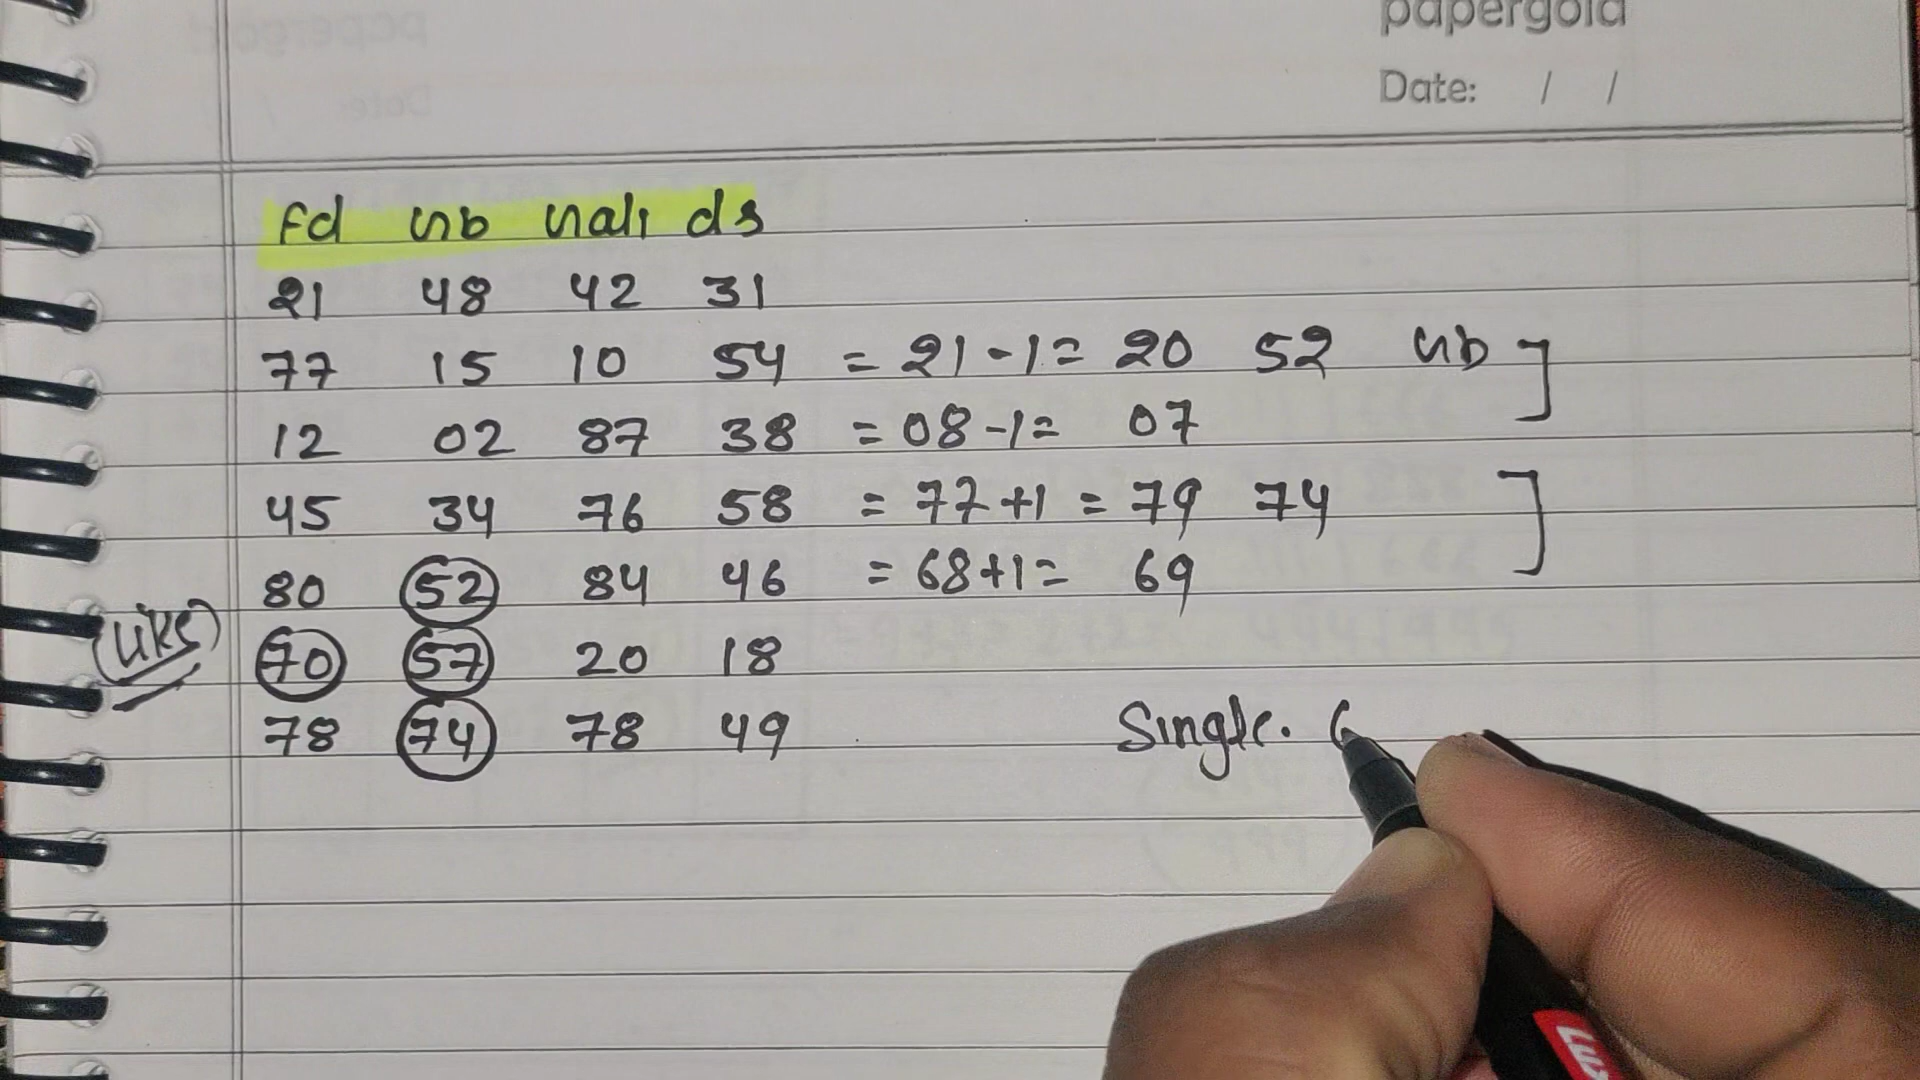 papergold
Date: / /
Fd Gb Gali ds
21 48 42 31
77 15 10 54 = 21-1= 20 52 Gb
12 02 87 38 = 08-1= 07
45 34 76 58 = 77+1 = 79 74
80 52 84 46 = 68+1= 69
70 57 20 18
78 74 78 49 Single.